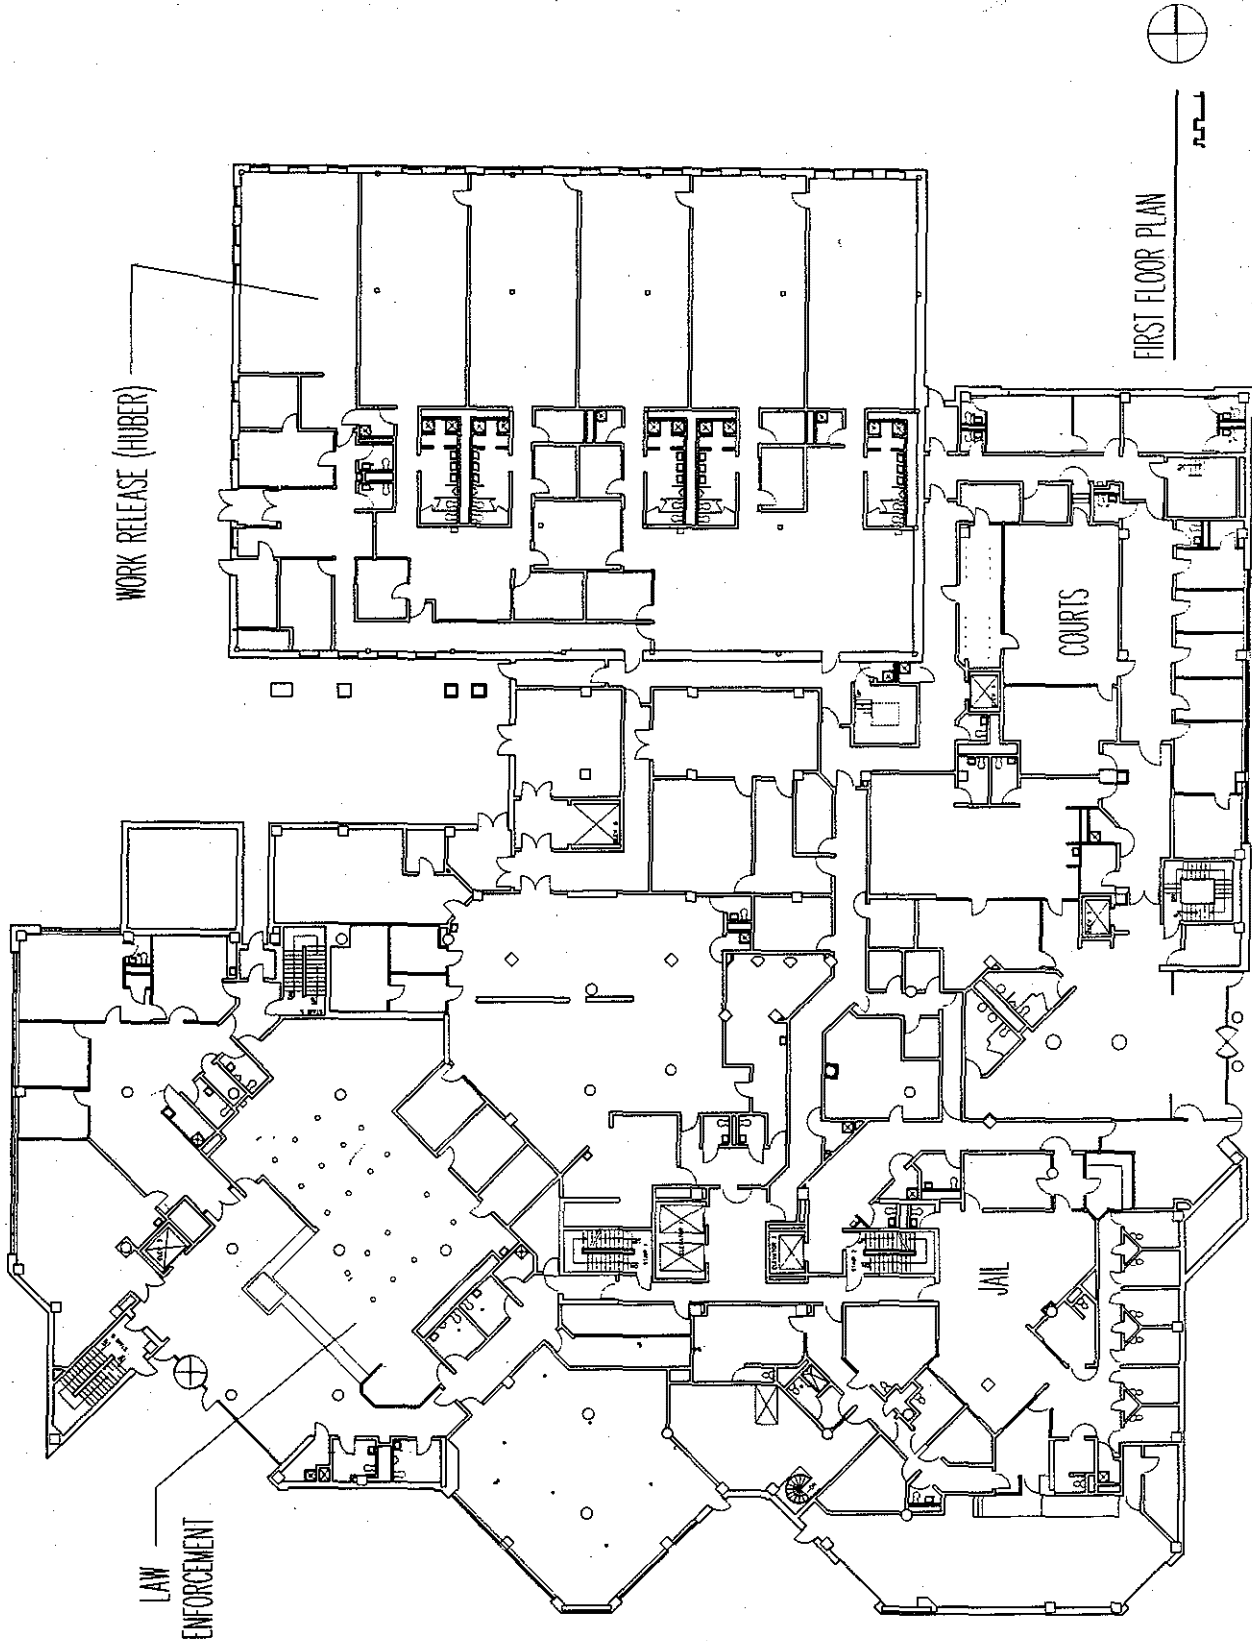 WORK RELEASE (HUBER)
FIRST FLOOR PLAN
COURTS
JAIL
LAW
ENFORCEMENT